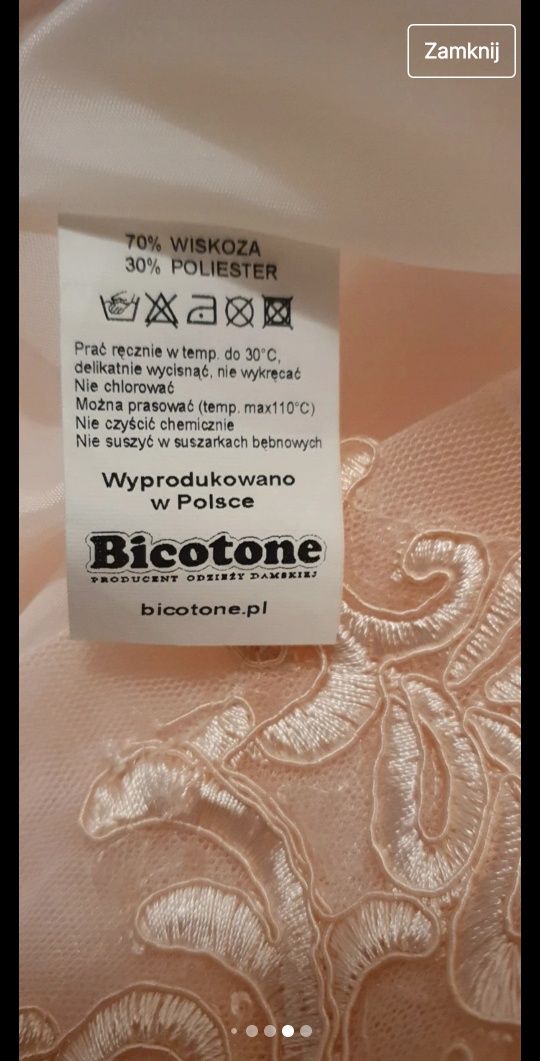 Zamknij
70% WISKOZA
30% POLIESTER
Prać ręcznie w temp. do 30°C,
delikatnie wycisnąć, nie wykręcać
Nie chlorować
Można prasować (temp. max110°C)
Nie czyścić chemicznie
Nie suszyć w suszarkach bębnowych
Wyprodukowano
w Polsce
Bicotone
PRODUCENT ODZIEŻY DAMSKIEJ
bicotone.pl